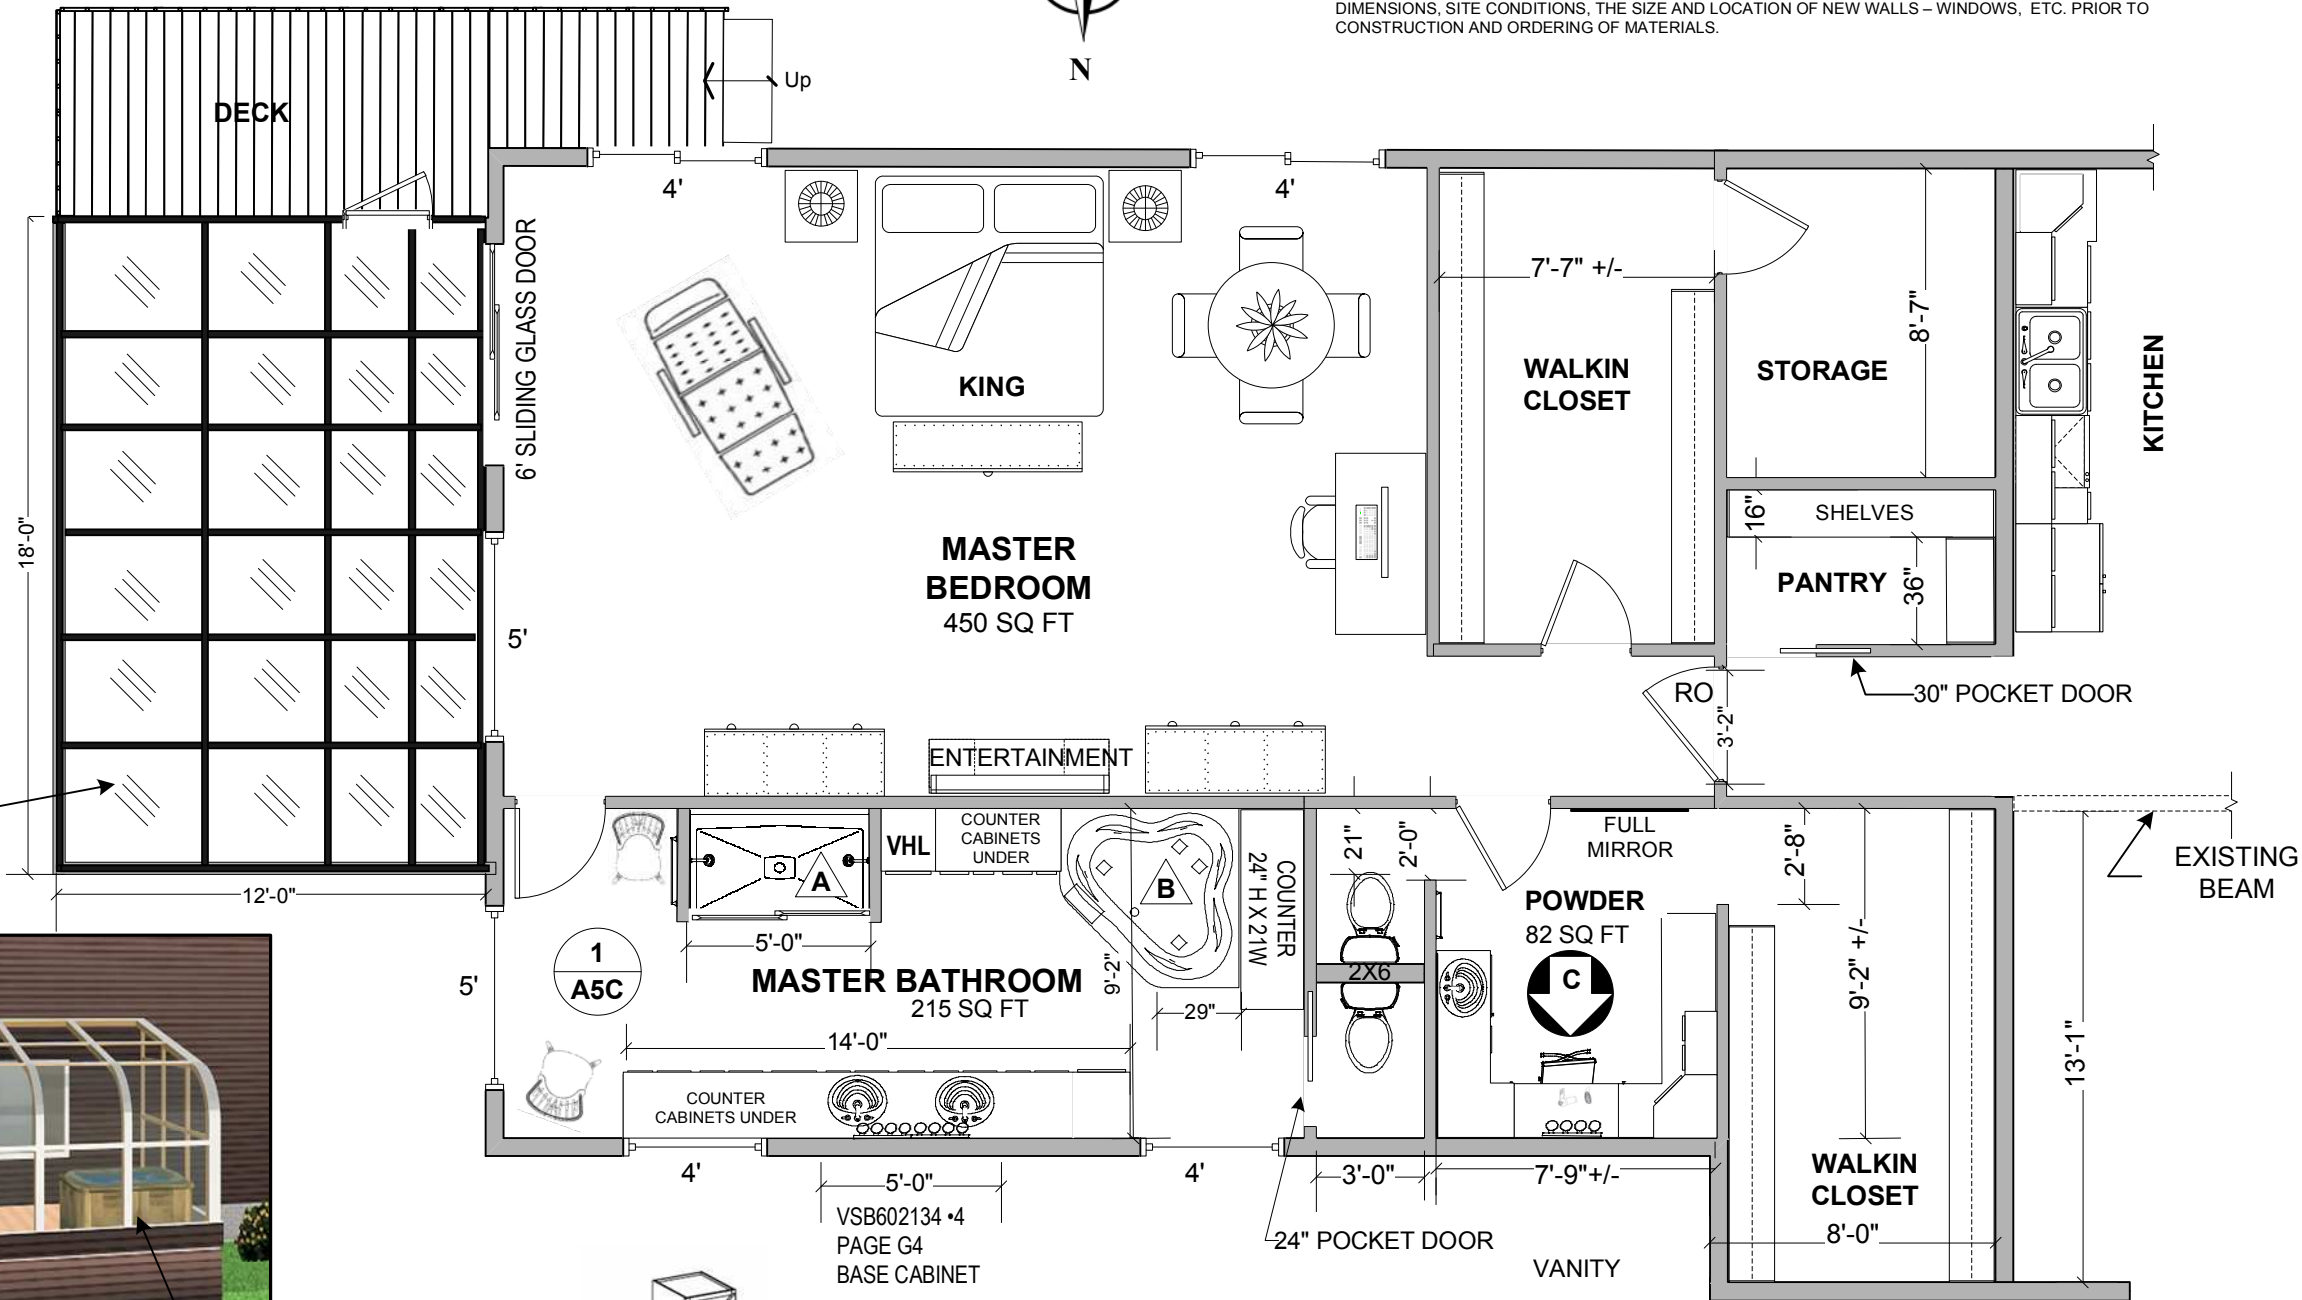 DIMENSIONS, SITE CONDITIONS, THE SIZE AND LOCATION OF NEW WALLS – WINDOWS, ETC. PRIOR TO
CONSTRUCTION AND ORDERING OF MATERIALS.
N
Up
DECK
4'
4'
6' SLIDING GLASS DOOR
7'-7" +/-
8'-7"
WALKIN
CLOSET
STORAGE
KITCHEN
KING
18'-0"
16"
SHELVES
MASTER
BEDROOM
450 SQ FT
PANTRY
36"
5'
RO
3'-2"
30" POCKET DOOR
ENTERTAINMENT
12'-0"
VHL
COUNTER
CABINETS
UNDER
A
B
COUNTER
24" H X 21W
21"
2'-0"
FULL
MIRROR
2'-8"
EXISTING
BEAM
POWDER
82 SQ FT
C
5'-0"
1
A5C
5'
MASTER BATHROOM
215 SQ FT
9'-2"
29"
2X6
9'-2" +/-
13'-1"
14'-0"
COUNTER
CABINETS UNDER
4'
5'-0"
4'
3'-0"
7'-9"+/-
WALKIN
CLOSET
8'-0"
VSB602134 •4
PAGE G4
BASE CABINET
24" POCKET DOOR
VANITY